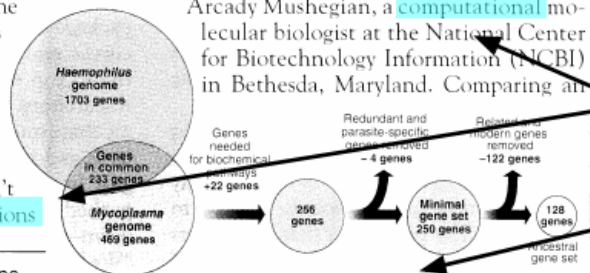 ne
Arcady Mushegian, a computational mo-
lecular biologist at the National Center
for Biotechnology Information (NCBI)
in Bethesda, Maryland. Comparing an
Haemophilus
genome
1703 genes
Genes
in common
233 genes
Mycoplasma
genome
469 genes
Genes
needed
for biochemical
pathways
+22 genes
256
genes
Redundant and
parasite-specific
genes removed
– 4 genes
Minimal
gene set
250 genes
Related and
modern genes
removed
–122 genes
128
genes
Ancestral
gene set
't
ions